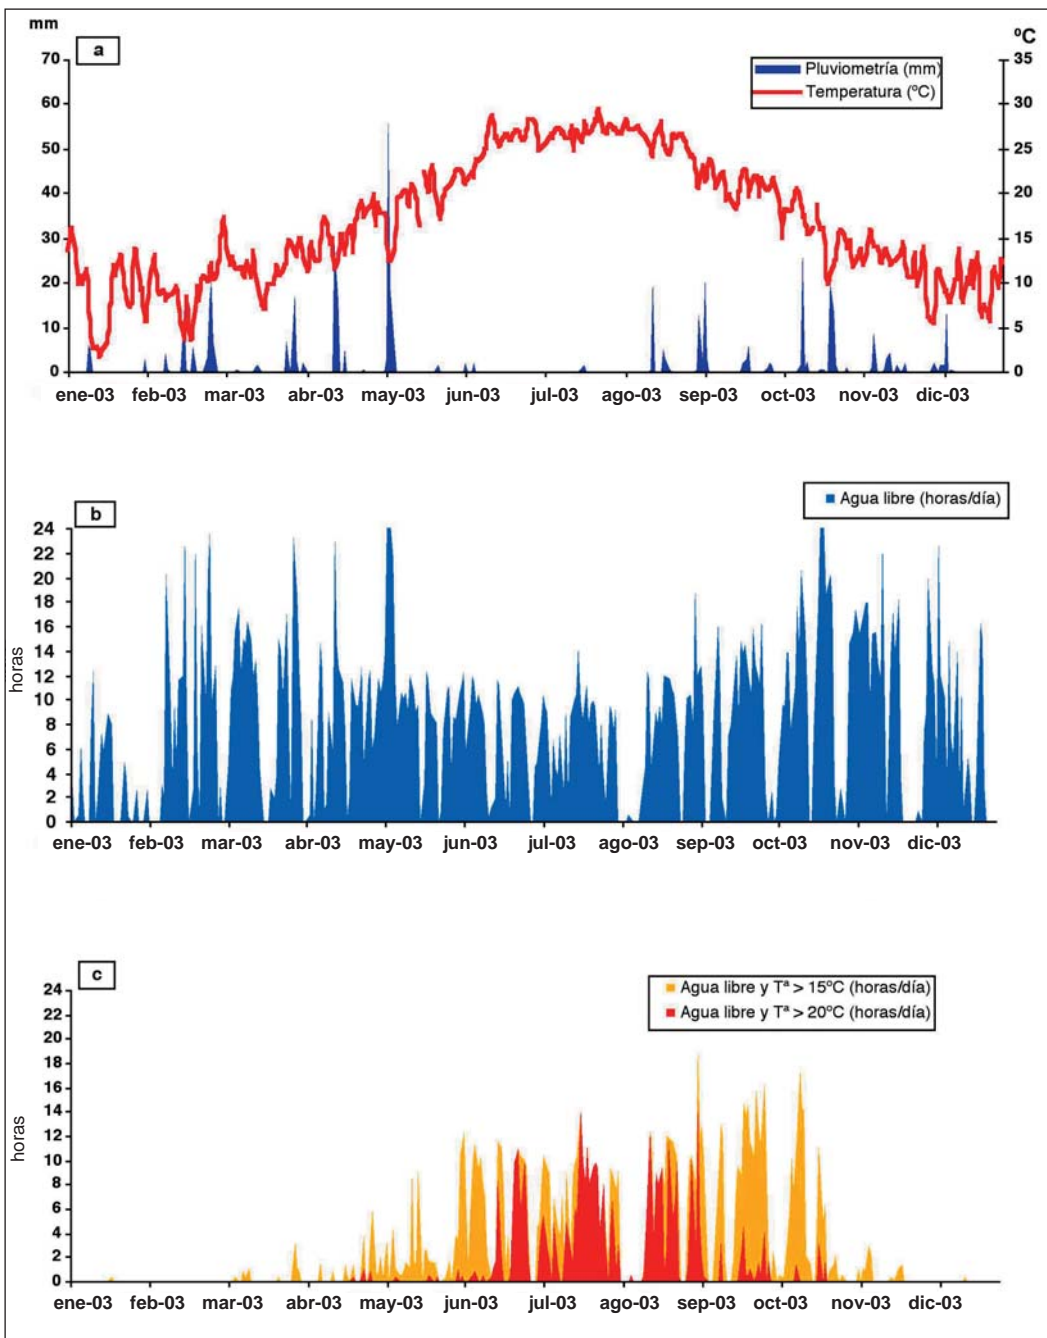 mm
a
ºC
70
60
50
40
30
20
10
0
35
30
25
20
15
10
5
0
Pluviometría (mm)
Temperatura (ºC)
ene-03 feb-03 mar-03 abr-03 may-03 jun-03 jul-03 ago-03 sep-03 oct-03 nov-03 dic-03
b
Agua libre (horas/día)
horas
24
22
20
18
16
14
12
10
8
6
4
2
0
ene-03 feb-03 mar-03 abr-03 may-03 jun-03 jul-03 ago-03 sep-03 oct-03 nov-03 dic-03
c
Agua libre y Tª > 15ºC (horas/día)
Agua libre y Tª > 20ºC (horas/día)
horas
24
22
20
18
16
14
12
10
8
6
4
2
0
ene-03 feb-03 mar-03 abr-03 may-03 jun-03 jul-03 ago-03 sep-03 oct-03 nov-03 dic-03